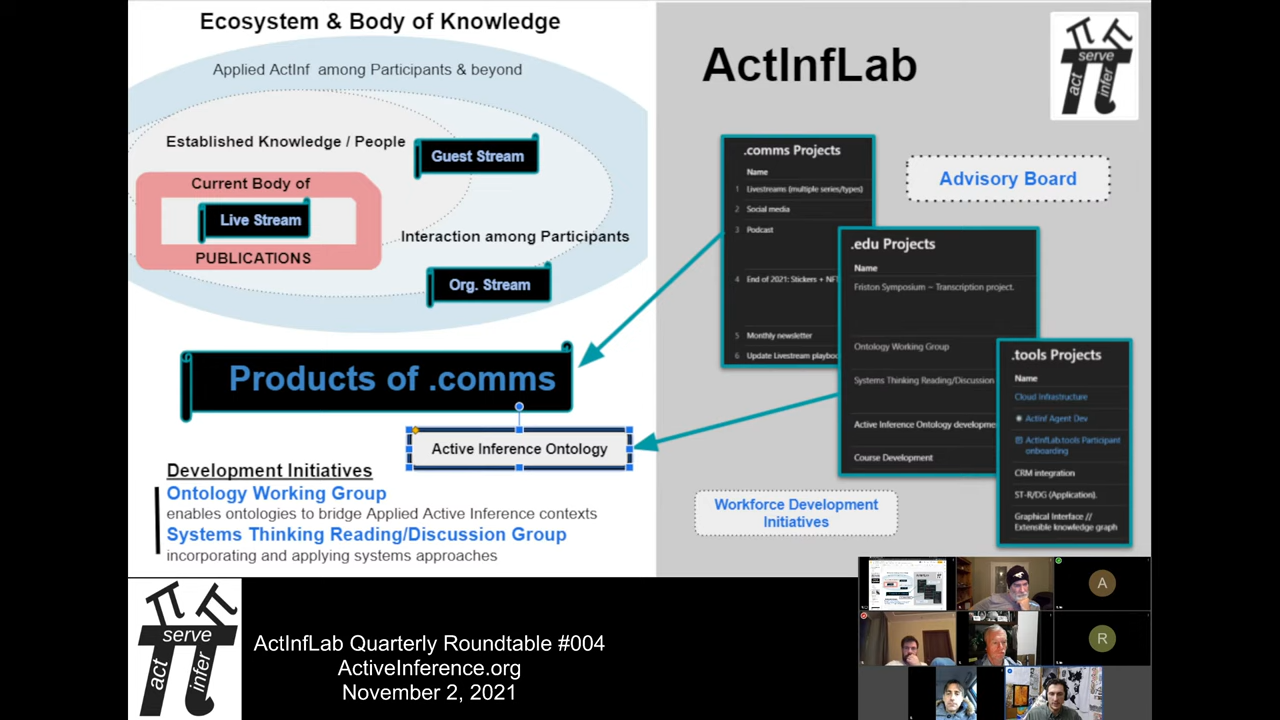 Ecosystem & Body of Knowledge
Applied ActInf among Participants & beyond
Established Knowledge / People
Guest Stream
Current Body of
Live Stream
PUBLICATIONS
Interaction among Participants
Org. Stream
Products of .comms
Active Inference Ontology
Development Initiatives
Ontology Working Group
enables ontologies to bridge Applied Active Inference contexts
Systems Thinking Reading/Discussion Group
incorporating and applying systems approaches
ActInfLab
act
serve
infer
.comms Projects
Name
1 Livestreams (multiple series/types)
2 Social media
3 Podcast
4 End of 2021: Stickers + NF
5 Monthly newsletter
6 Update Livestream playboo
Advisory Board
.edu Projects
Name
Friston Symposium – Transcription project.
Ontology Working Group
Systems Thinking Reading/Discussion
Active Inference Ontology developme
Course Development
.tools Projects
Name
Cloud Infrastructure
ActInf Agent Dev
ActInfLab.tools Participant
onboarding
CRM integration
ST-R/DG (Application).
Graphical Interface //
Extensible knowledge graph
Workforce Development
Initiatives
act
serve
infer
ActInfLab Quarterly Roundtable #004
ActiveInference.org
November 2, 2021
A
R